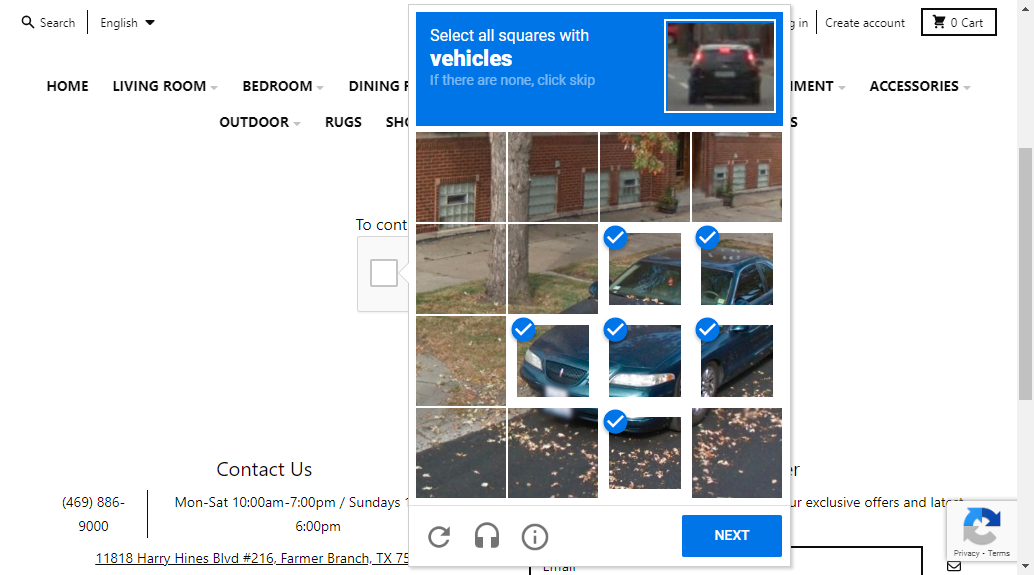 Search
English
g in
Create account
0 Cart
Select all squares with
vehicles
If there are none, click skip
HOME
LIVING ROOM
BEDROOM
DINING
MENT
ACCESSORIES
OUTDOOR
RUGS
SHO
S
To cont
Contact Us
er
(469) 886-
9000
Mon-Sat 10:00am-7:00pm / Sundays
6:00pm
ur exclusive offers and latest
11818 Harry Hines Blvd #216, Farmer Branch, TX 75
NEXT
Privacy - Terms
Email